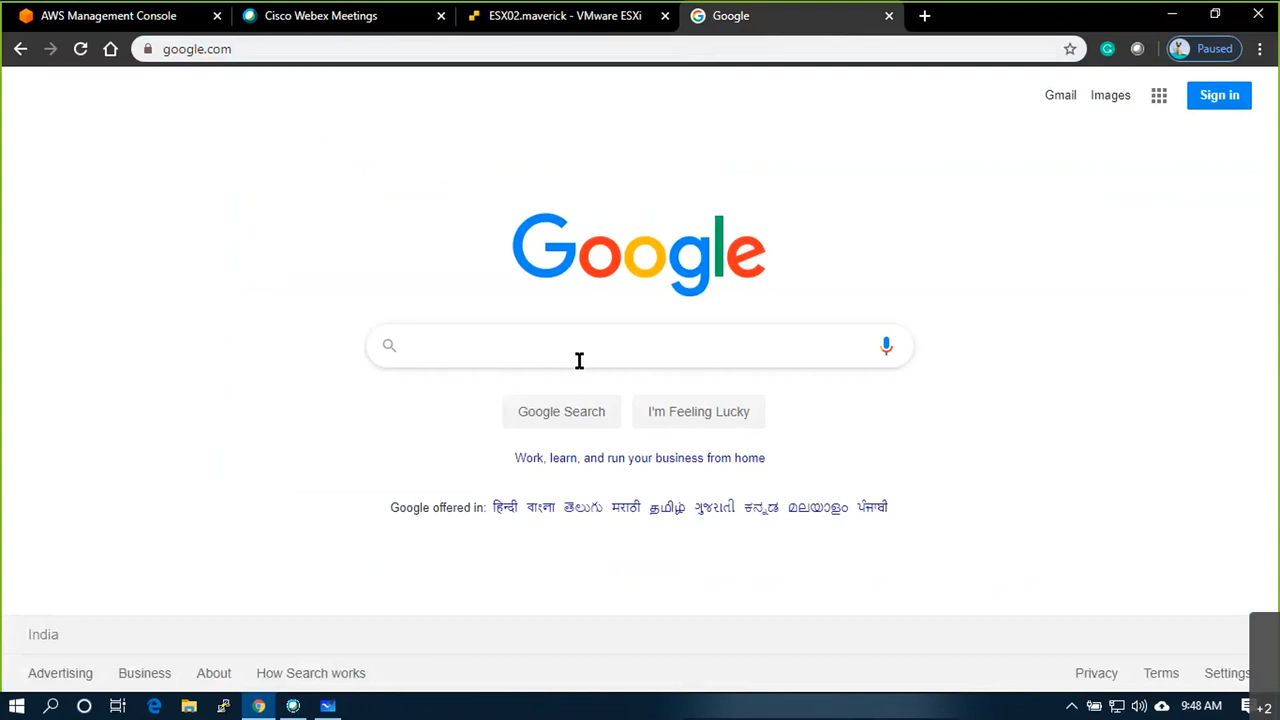 AWS Management Console
Cisco Webex Meetings
ESX02.maverick - VMware ESXi
Google
google.com
Paused
Gmail Images
Sign in
Google
Google Search
I'm Feeling Lucky
Work, learn, and run your business from home
Google offered in: हिन्दी বাংলা తెలుగు मराठी தமிழ் ગુજરાતી ಕನ್ನಡ മലയാളം ਪੰਜਾਬੀ
India
Advertising Business About How Search works Privacy Terms Settings
9:48 AM
+2